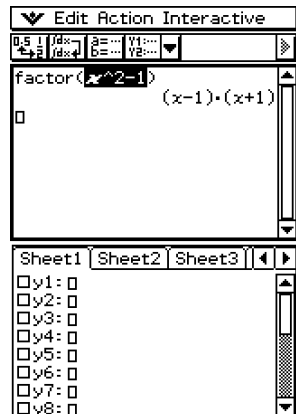 Edit Action Interactive
factor(x^2-1)
(x-1)·(x+1)
Sheet1 Sheet2 Sheet3
y1:
y2:
y3:
y4:
y5:
y6:
y7:
y8: